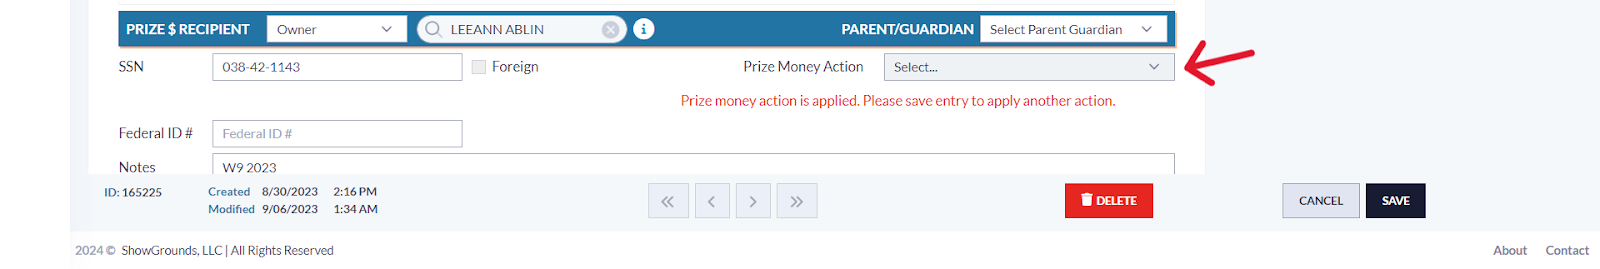 PRIZE $ RECIPIENT Owner LEEANN ABLIN PARENT/GUARDIAN Select Parent Guardian
SSN 038-42-1143 Foreign Prize Money Action Select...
Prize money action is applied. Please save entry to apply another action.
Federal ID # Federal ID #
Notes W9 2023
ID: 165225 Created 8/30/2023 2:16 PM DELETE CANCEL SAVE
Modified 9/06/2023 1:34 AM
2024 © ShowGrounds, LLC | All Rights Reserved About Contact